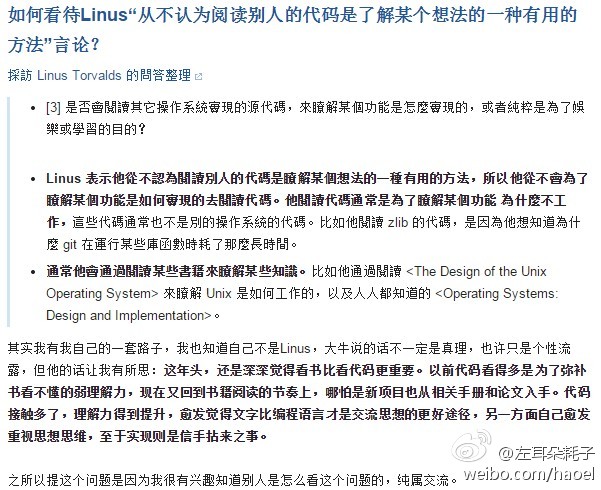 如何看待Linus“从不认为阅读别人的代码是了解某个想法的一种有用的
方法”言论？
採訪 Linus Torvalds 的問答整理
• [3] 是否會閱讀其它操作系統實現的源代碼，來瞭解某個功能是怎麼實現的，或者純粹是為了娛
樂或學習的目的?
• Linus 表示他從不認為閱讀別人的代碼是瞭解某個想法的一種有用的方法，所以他從不會為了
瞭解某個功能是如何實現的去閱讀代碼。他閱讀代碼通常是為了瞭解某個功能 為什麼不工
作，這些代碼通常也不是別的操作系統的代碼。比如他閱讀 zlib 的代碼，是因為他想知道為什
麼 git 在運行某些庫函數時耗了那麼長時間。
• 通常他會通過閱讀某些書籍來瞭解某些知識。比如他通過閱讀 <The Design of the Unix
Operating System> 來瞭解 Unix 是如何工作的，以及人人都知道的 <Operating Systems:
Design and Implementation>。
其实我有我自己的一套路子，我也知道自己不是Linus，大牛说的话不一定是真理，也许只是个性流
露，但他的话让我有所思：这年头，还是深深觉得看书比看代码更重要。以前代码看得多是为了弥补
书看不懂的弱理解力，现在又回到书籍阅读的节奏上，哪怕是新项目也从相关手册和论文入手。代码
接触多了，理解力得到提升，愈发觉得文字比编程语言才是交流思想的更好途径，另一方面自己愈发
重视思想思维，至于实现则是信手拈来之事。
之所以提这个问题是因为我很有兴趣知道别人是怎么看这个问题的，纯属交流。
@左耳朵耗子
weibo.com/haoel